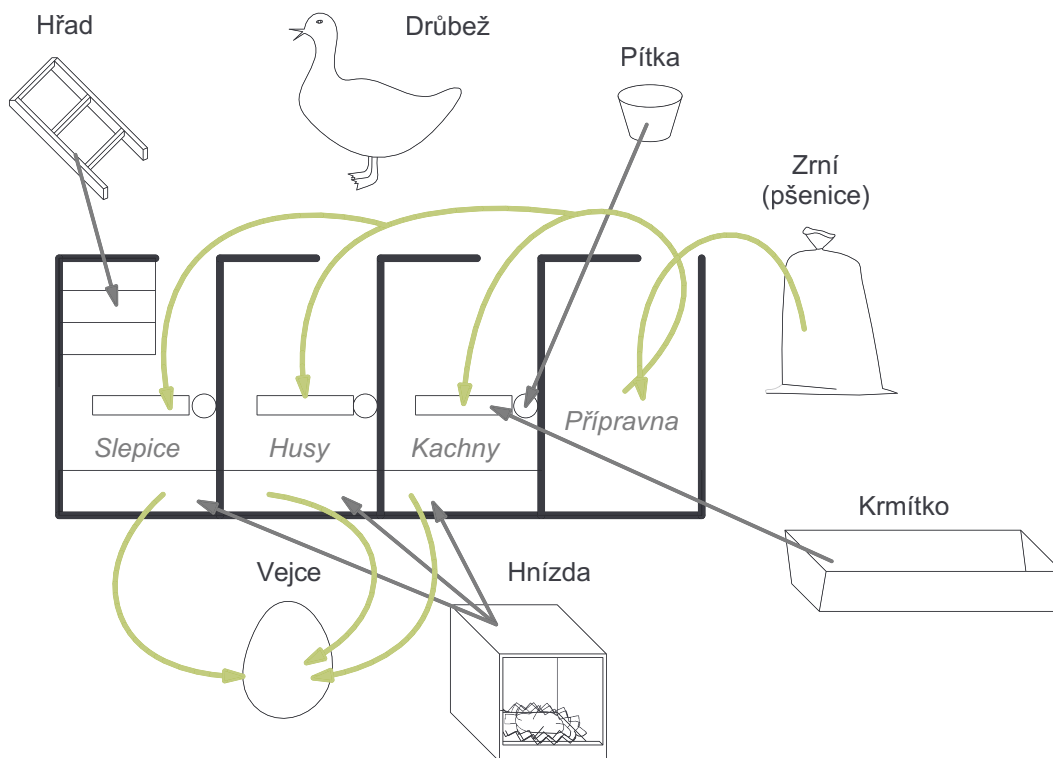 Hřad
Drůbež
Pítka
Zrní
(pšenice)
Přípravna
Slepice
Husy
Kachny
Krmítko
Vejce
Hnízda